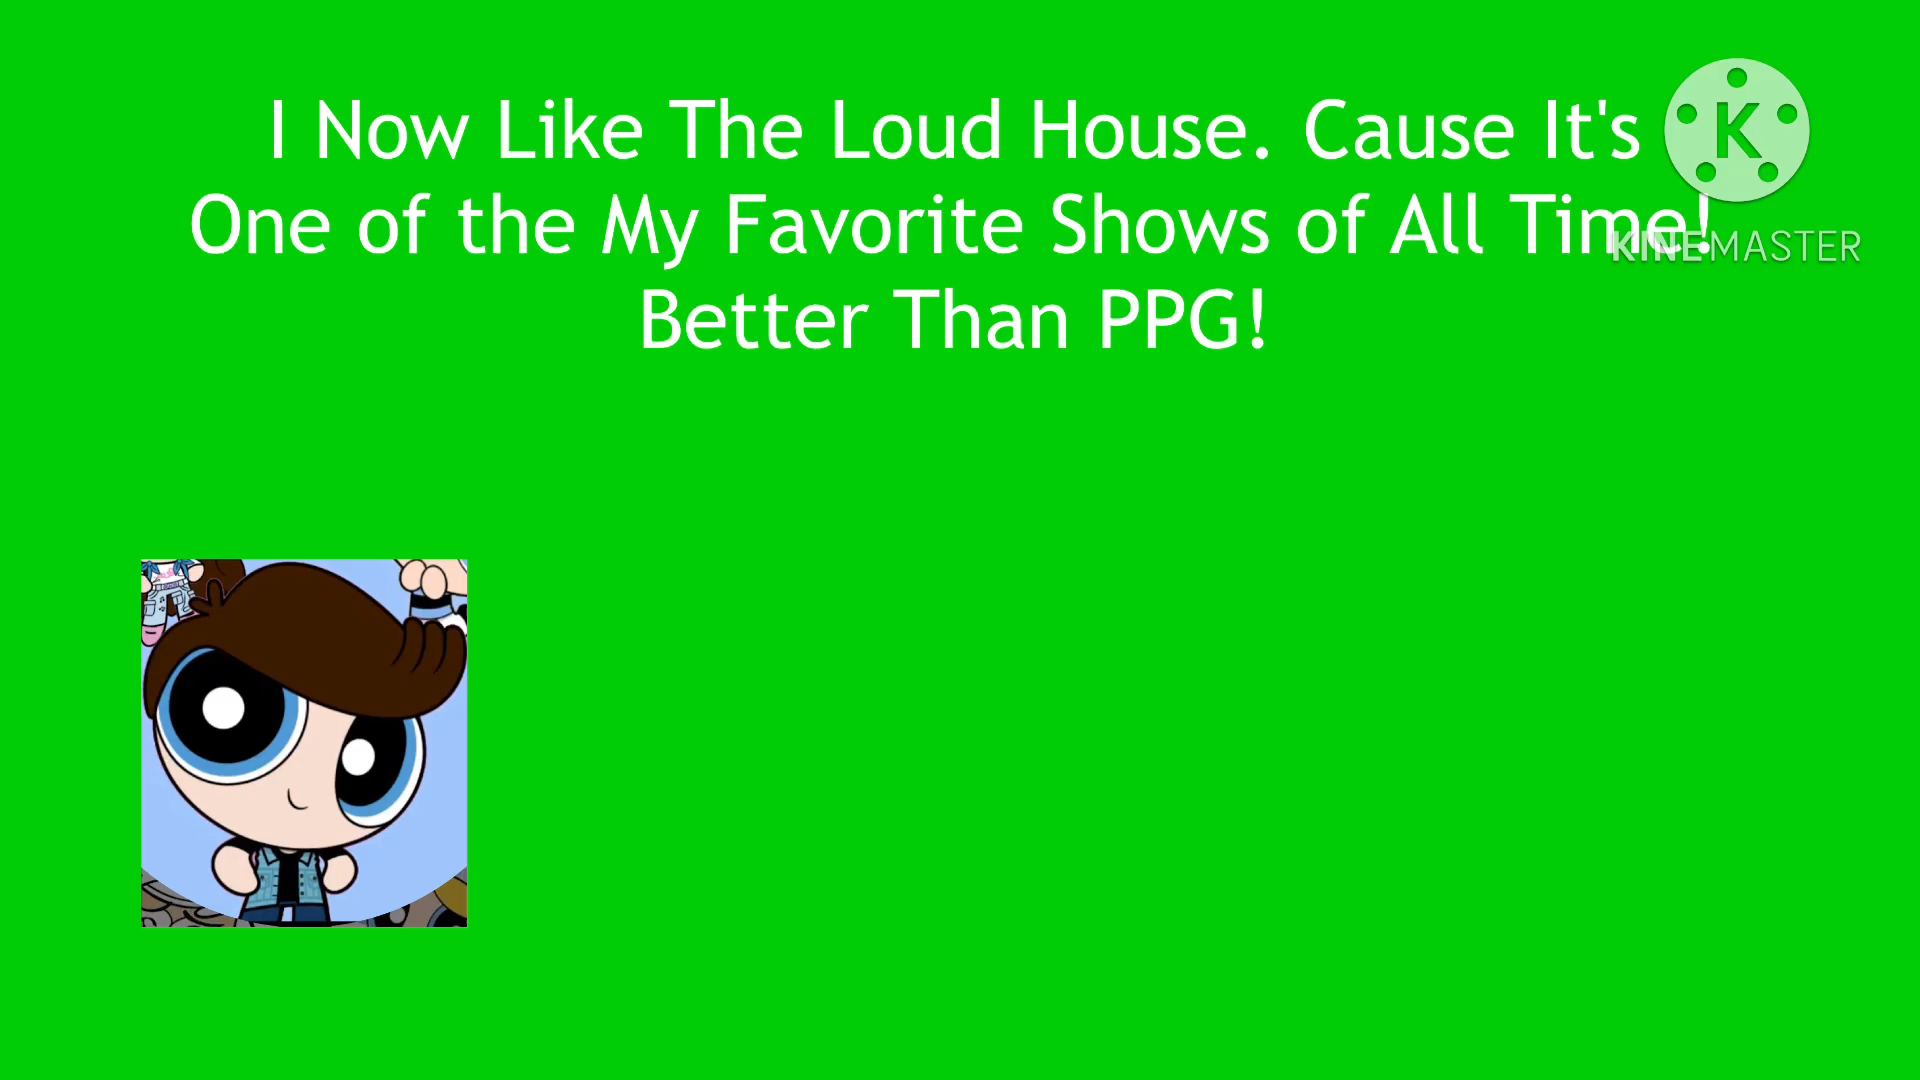 I Now Like The Loud House. Cause It's
One of the My Favorite Shows of All Time!
Better Than PPG!
K
KINEMASTER